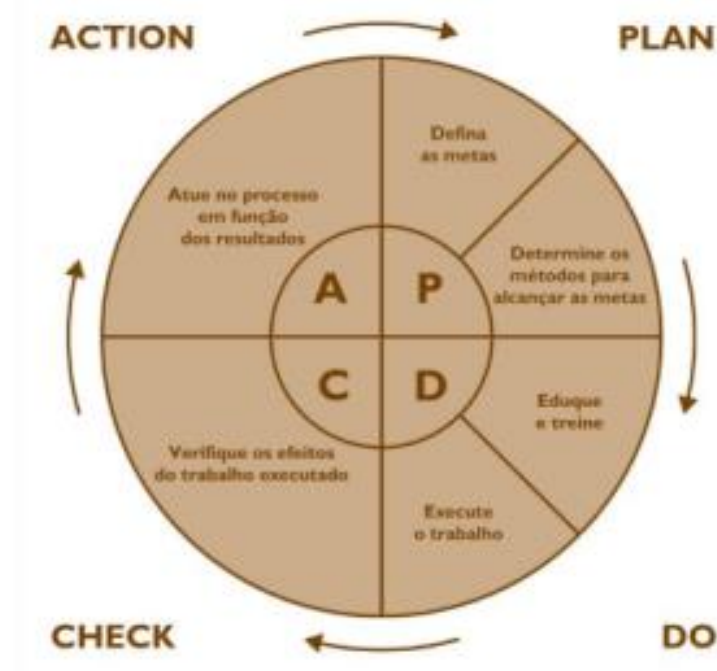 ACTION
PLAN
Defina
as metas
Atue no processo
em função
dos resultados
Determine os
métodos para
alcançar as metas
A
P
C
D
Eduque
e treine
Verifique os efeitos
do trabalho executado
Execute
o trabalho
CHECK
DO